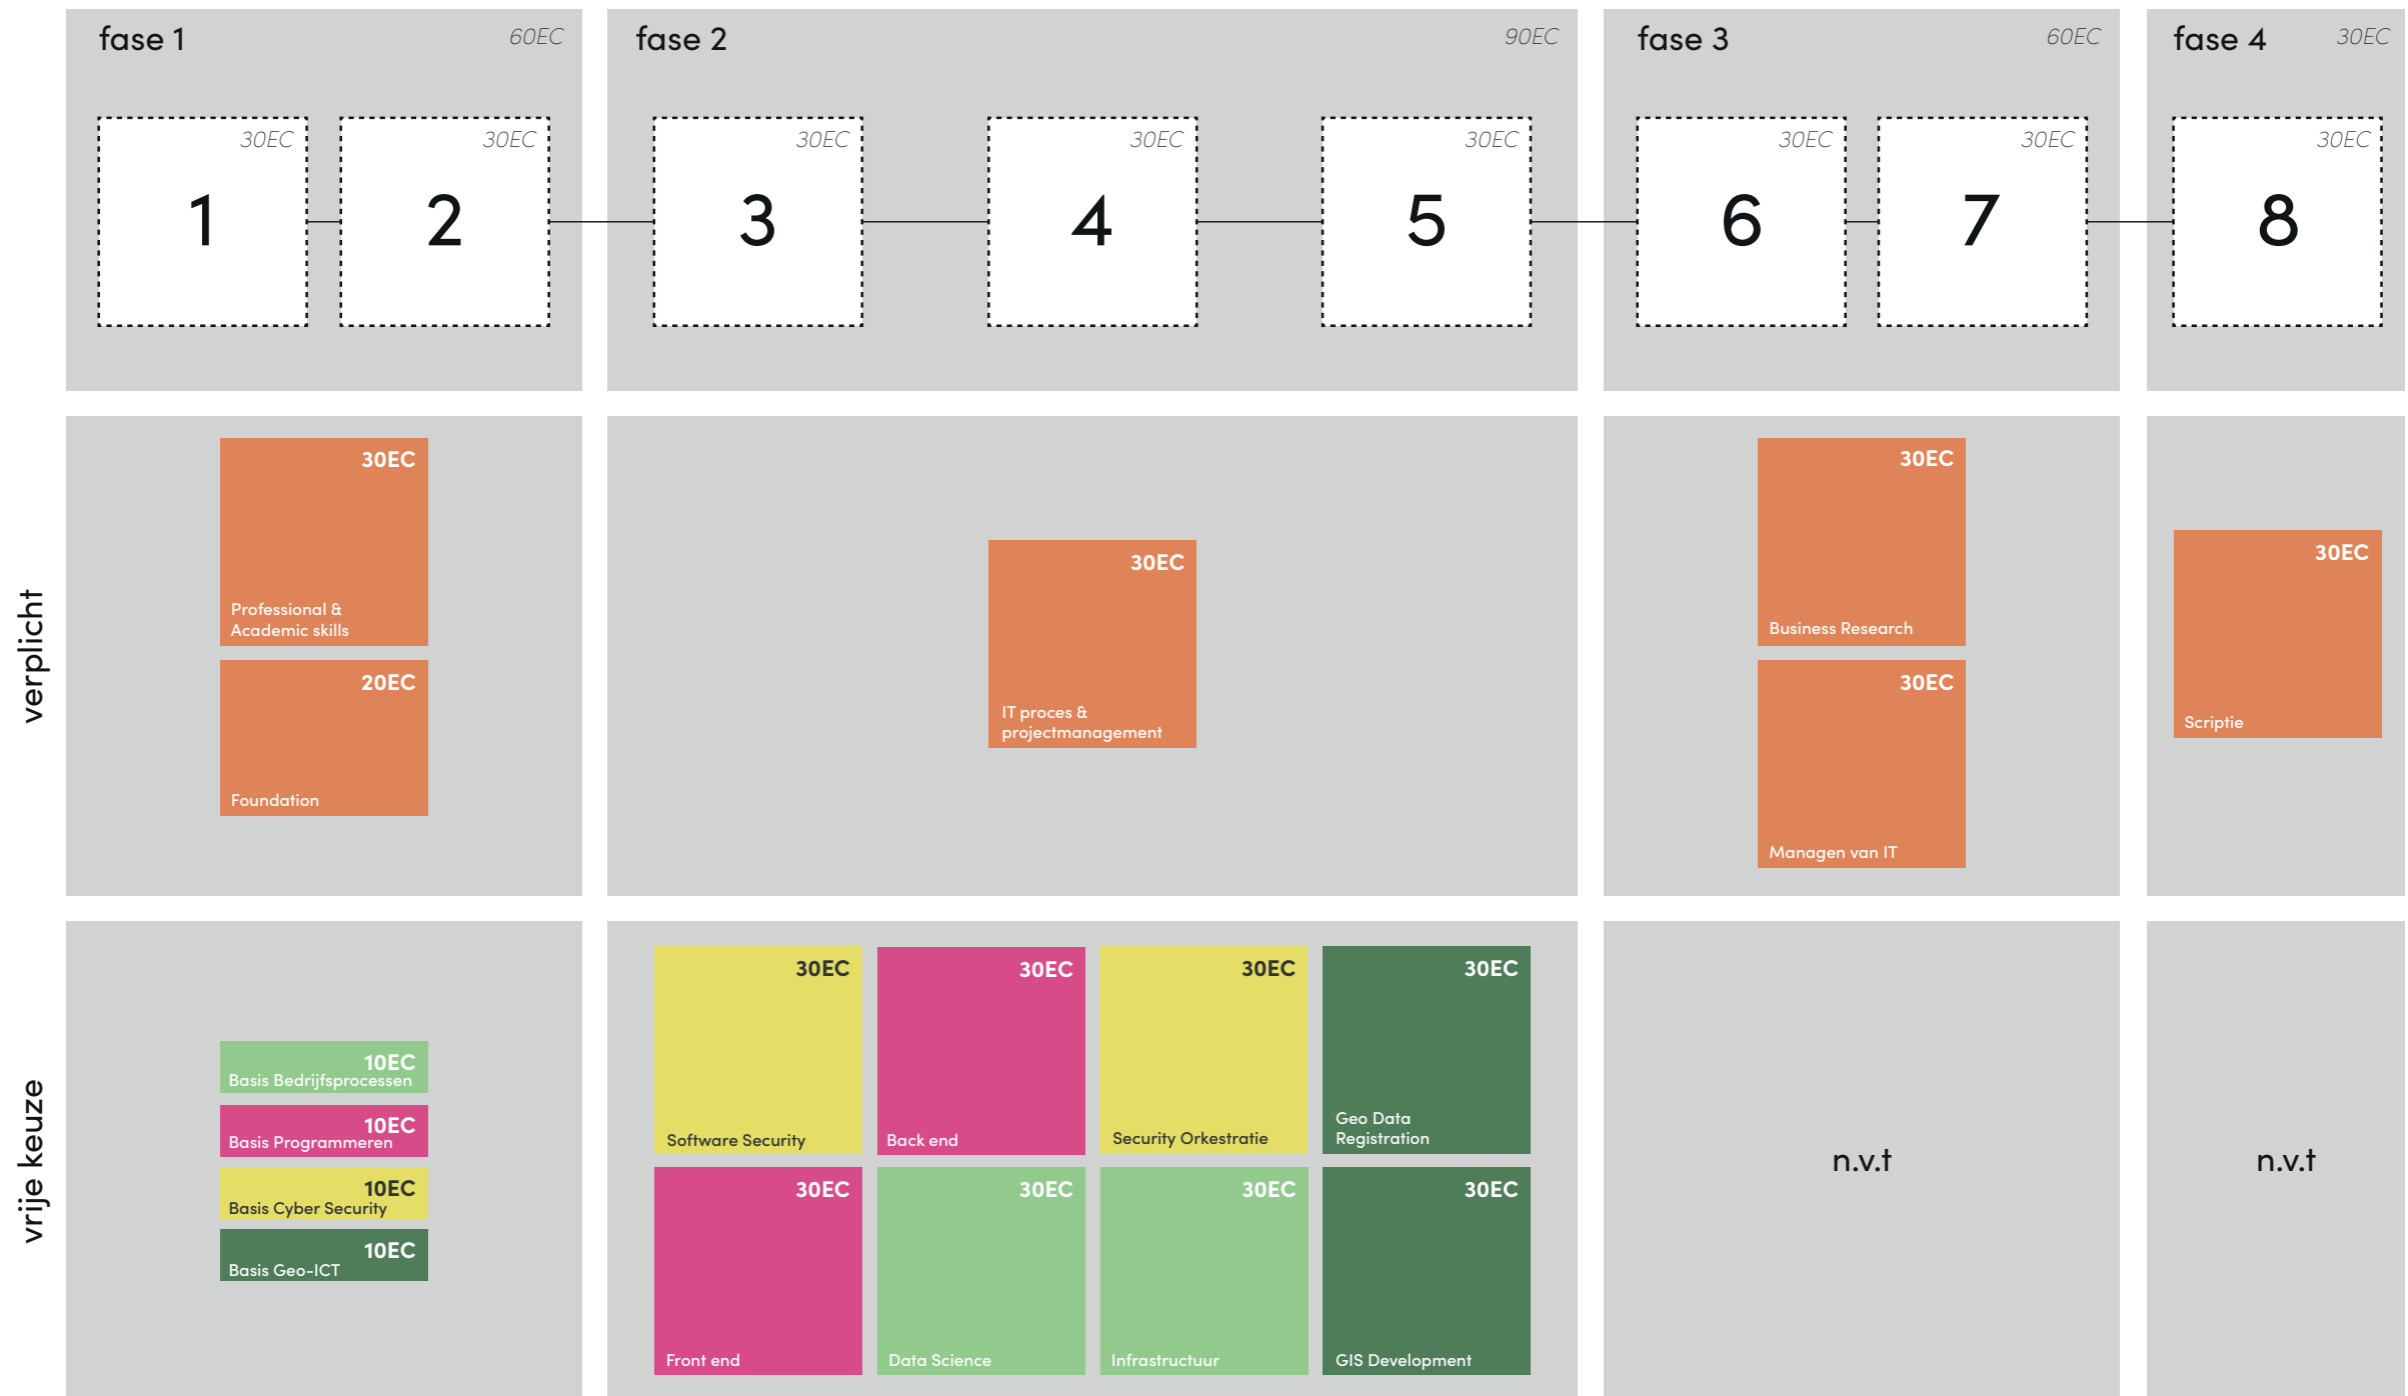 fase 1
60EC
fase 2
90EC
fase 3
60EC
fase 4
30EC
30EC
1
30EC
2
30EC
3
30EC
4
30EC
5
30EC
6
30EC
7
30EC
8
verplicht
30EC
Professional &
Academic skills
20EC
Foundation
30EC
IT proces &
projectmanagement
30EC
Business Research
30EC
Managen van IT
30EC
Scriptie
vrije keuze
10EC
Basis Bedrijfsprocessen
10EC
Basis Programmeren
10EC
Basis Cyber Security
10EC
Basis Geo-ICT
30EC
Software Security
30EC
Back end
30EC
Security Orkestratie
30EC
Geo Data
Registration
30EC
Front end
30EC
Data Science
30EC
Infrastructuur
30EC
GIS Development
n.v.t
n.v.t